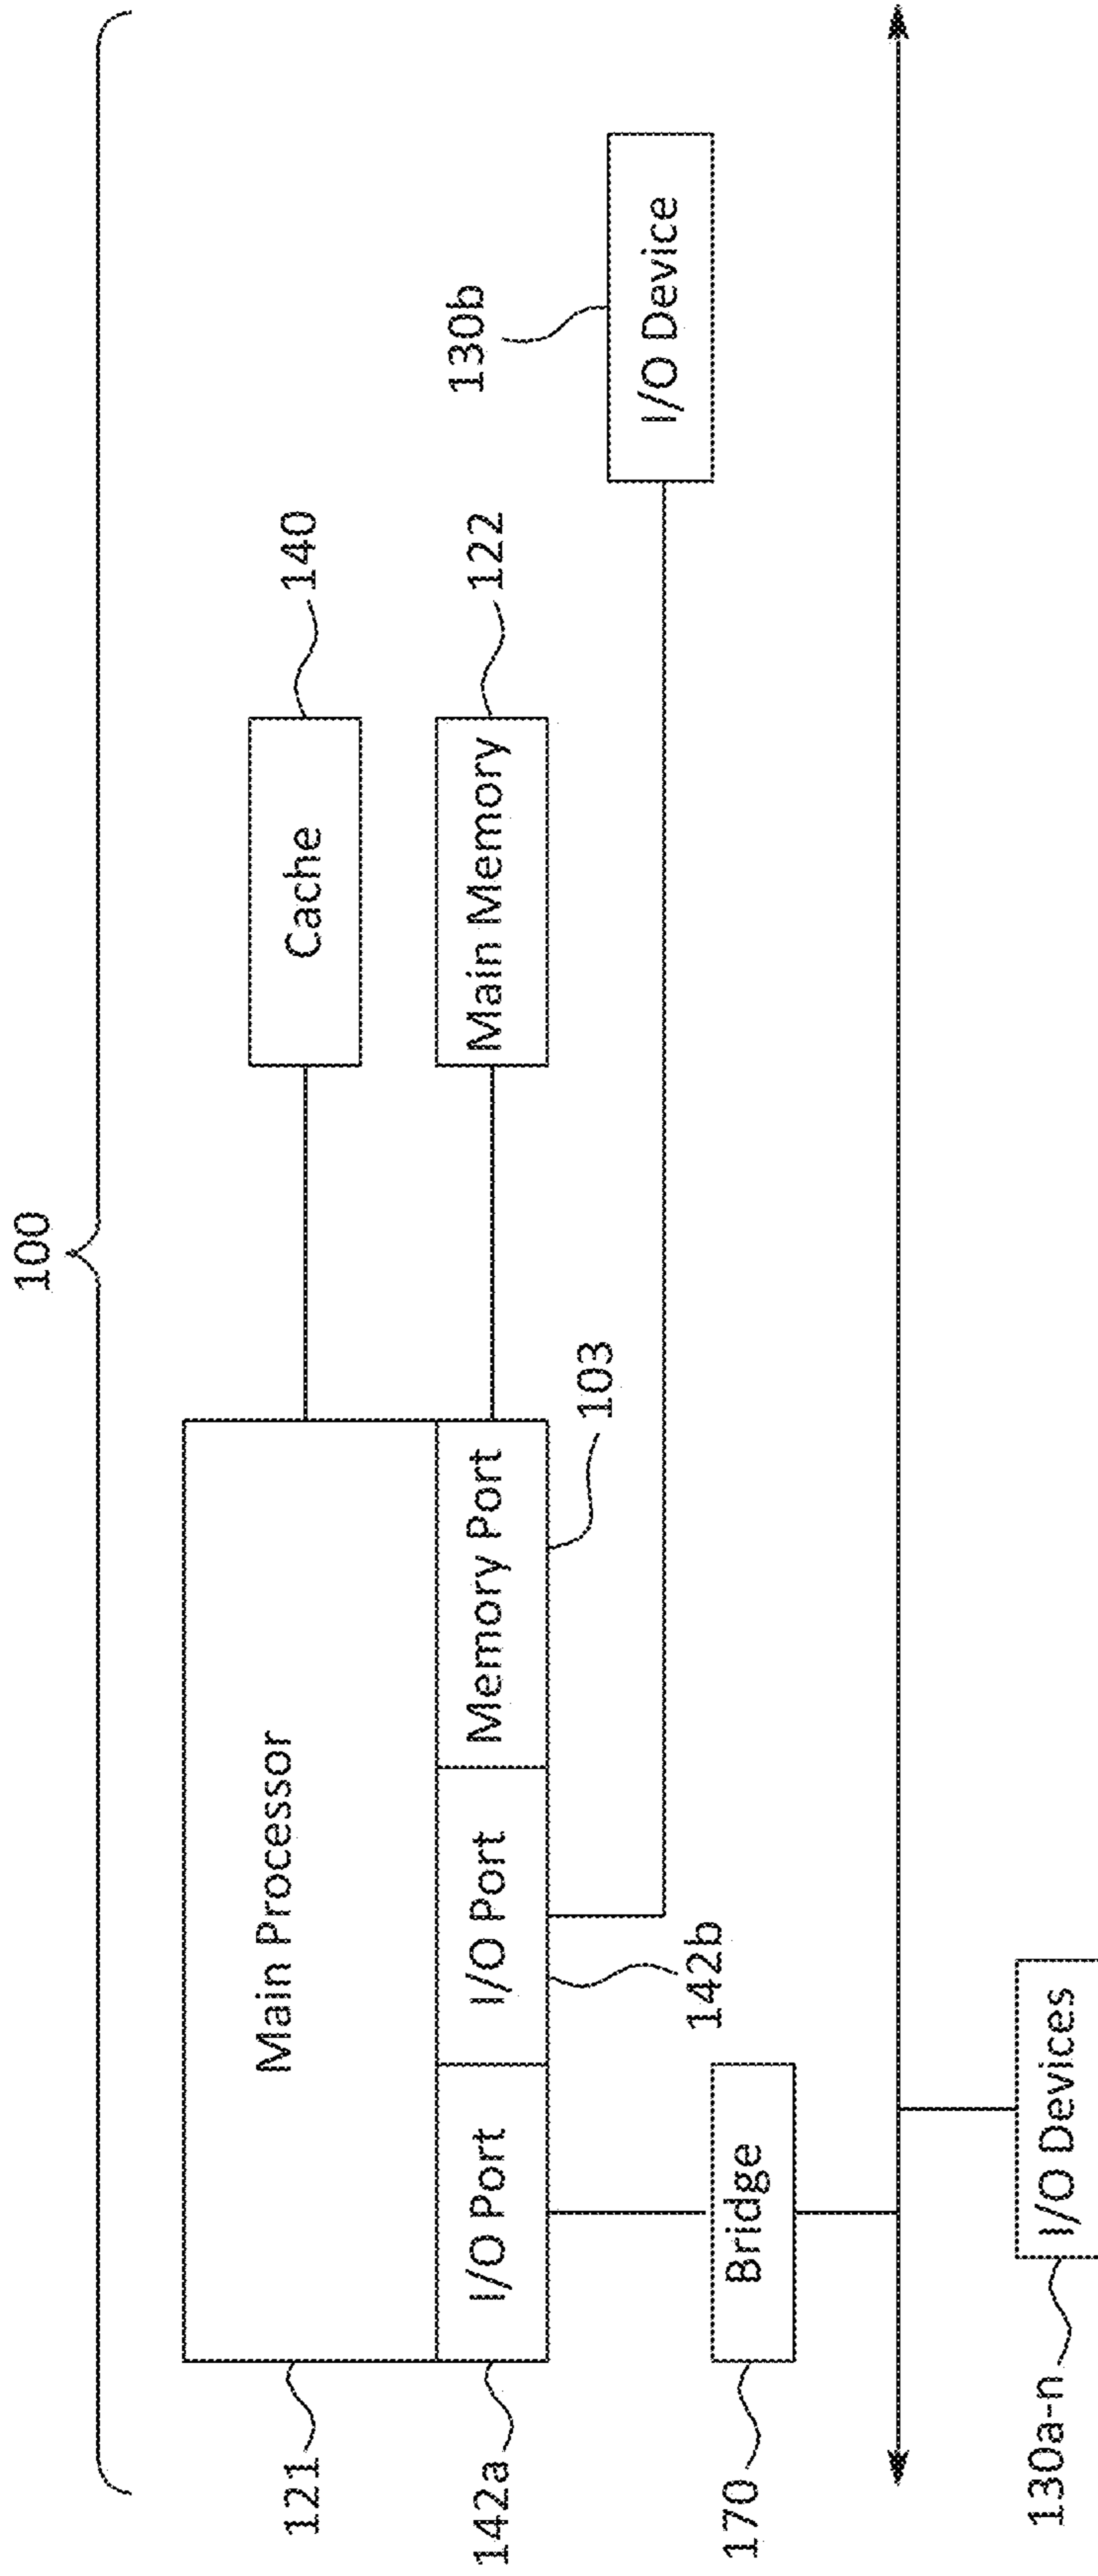 100
Main Processor
121
Cache
140
I/O Port
142a
I/O Port
142b
Memory Port
103
Main Memory
122
I/O Device
130b
Bridge
170
I/O Devices
130a-n